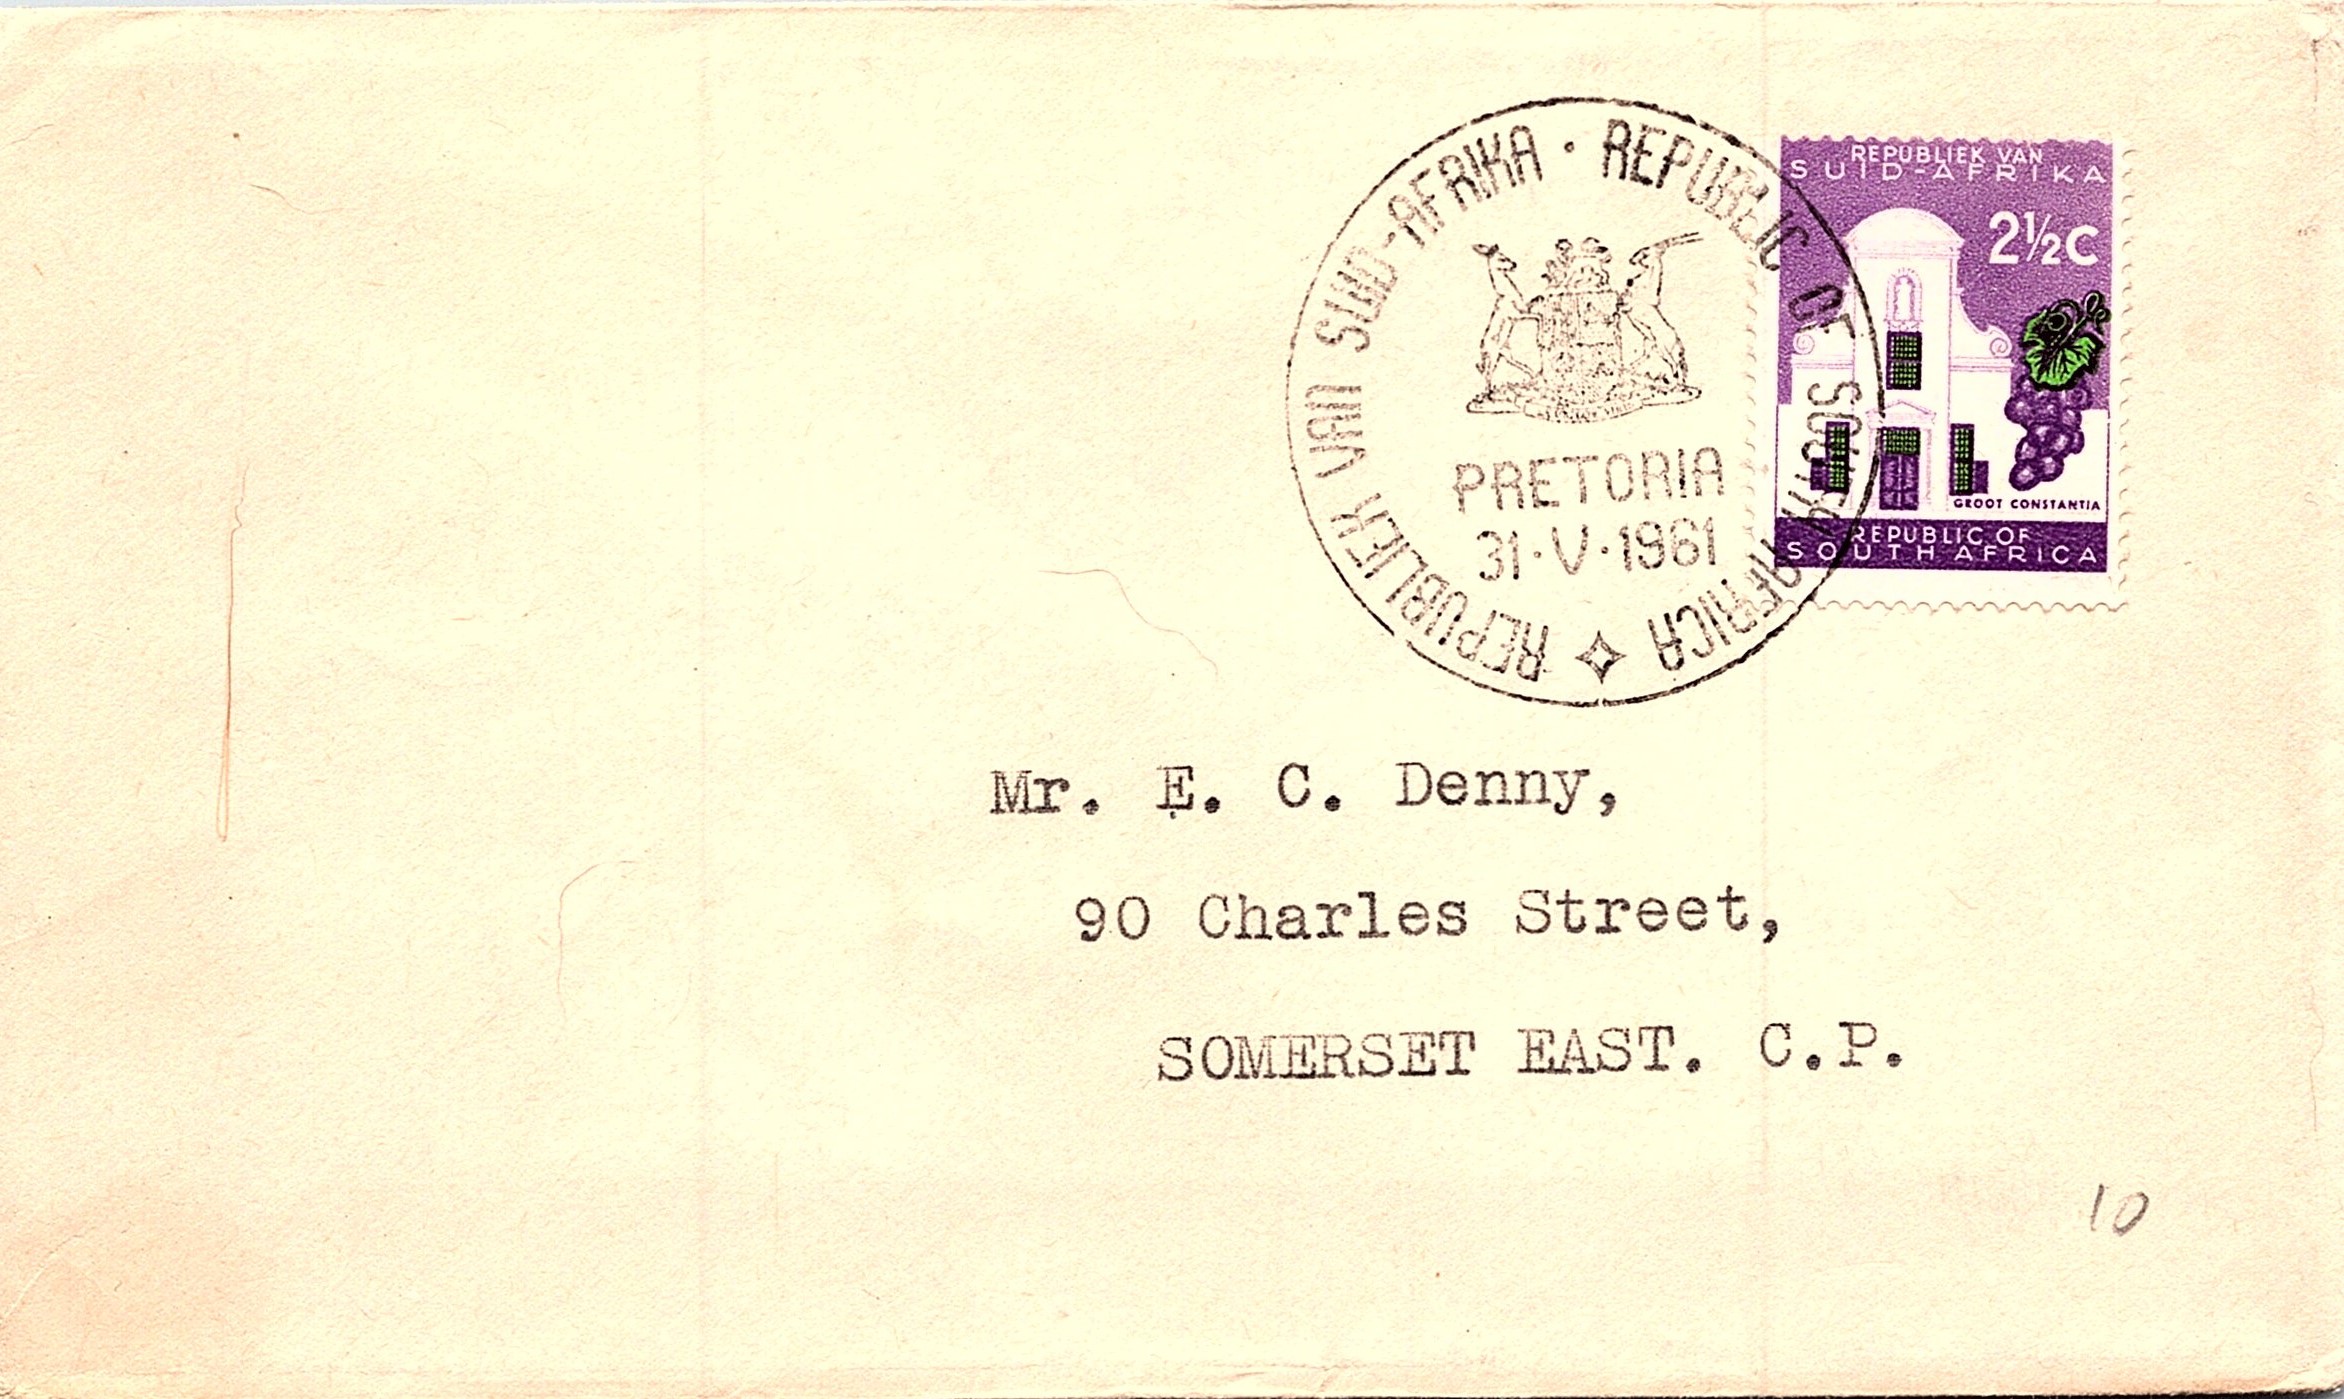 REPUBLIEK VAN SUID-AFRIKA · REPUBLIC OF SOUTH AFRICA
PRETORIA
31·V·1961
REPUBLIEK VAN
SUID-AFRIKA
2½C
GROOT CONSTANTIA
REPUBLIC OF
SOUTH AFRICA
Mr. E. C. Denny,
90 Charles Street,
SOMERSET EAST. C.P.
10